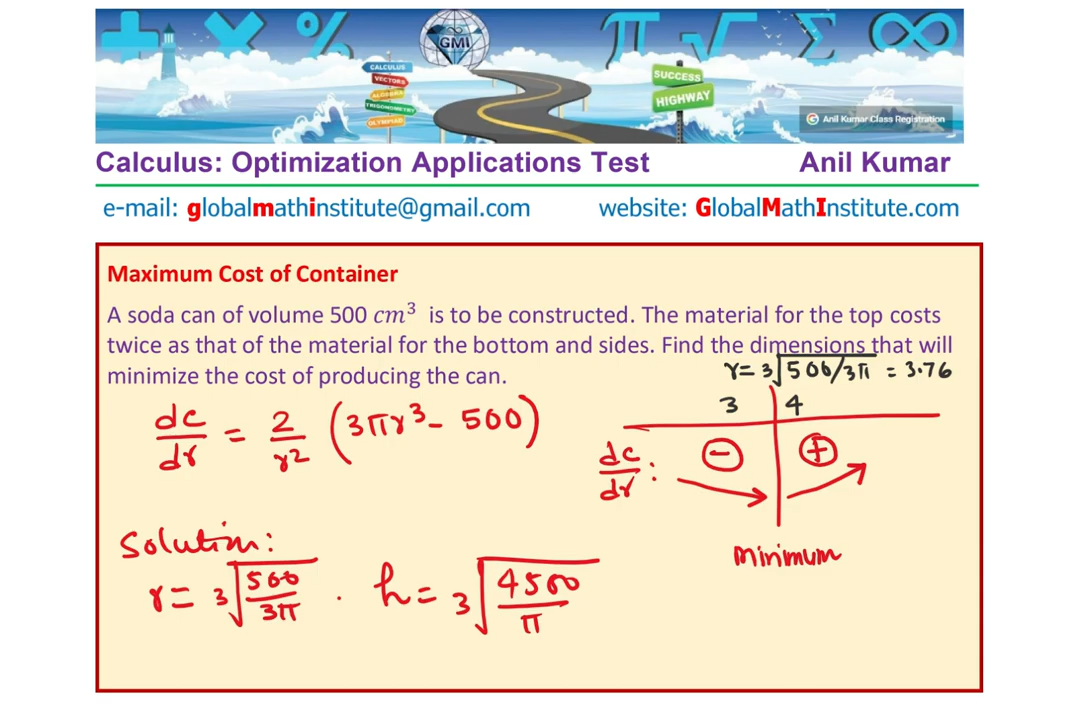 GMI
CALCULUS
VECTORS
ALGEBRA
TRIGONOMETRY
OLYMPIAD
SUCCESS
HIGHWAY
G Anil Kumar Class Registration
Calculus: Optimization Applications Test Anil Kumar
e-mail: globalmathinstitute@gmail.com website: GlobalMathInstitute.com
Maximum Cost of Container
A soda can of volume 500 cm³ is to be constructed. The material for the top costs
twice as that of the material for the bottom and sides. Find the dimensions that will
minimize the cost of producing the can.
r = ³√500/3π = 3.76
3 4
dc/dr = 2/r² (3πr³ - 500)
dc/dr : - +
minimum
Solution:
r = ³√(500/3π) . h = ³√(4500/π)